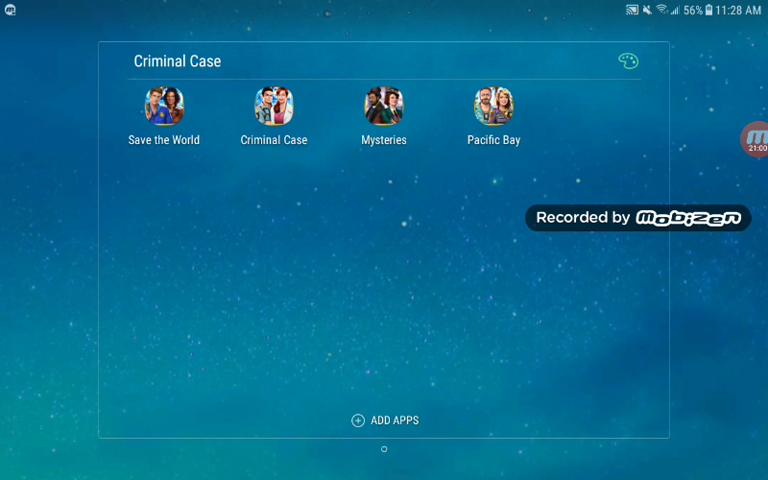 56% 11:28 AM
Criminal Case
Save the World
Criminal Case
Mysteries
Pacific Bay
21:00
Recorded by mobizen
ADD APPS